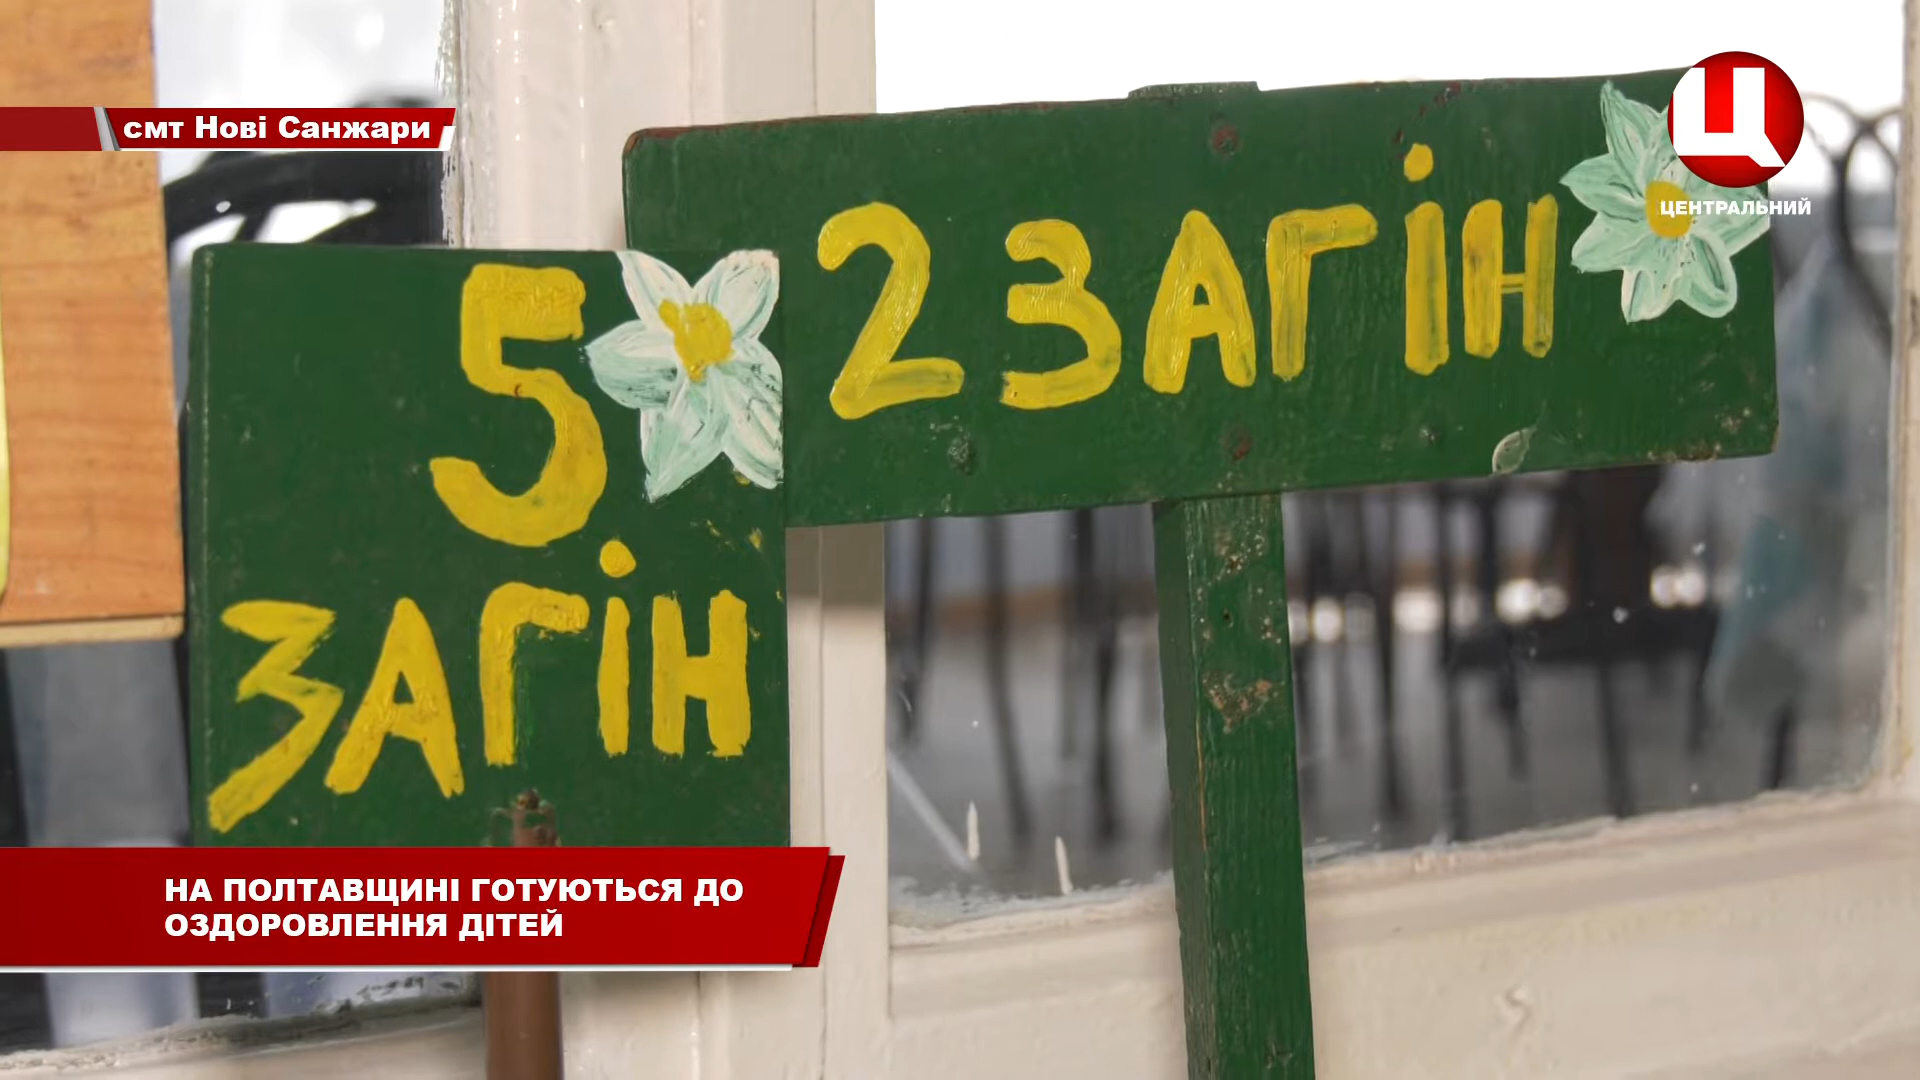 смт Нові Санжари
Ц
ЦЕНТРАЛЬНИЙ
2 ЗАГІН
5
ЗАГІН
НА ПОЛТАВЩИНІ ГОТУЮТЬСЯ ДО
ОЗДОРОВЛЕННЯ ДІТЕЙ